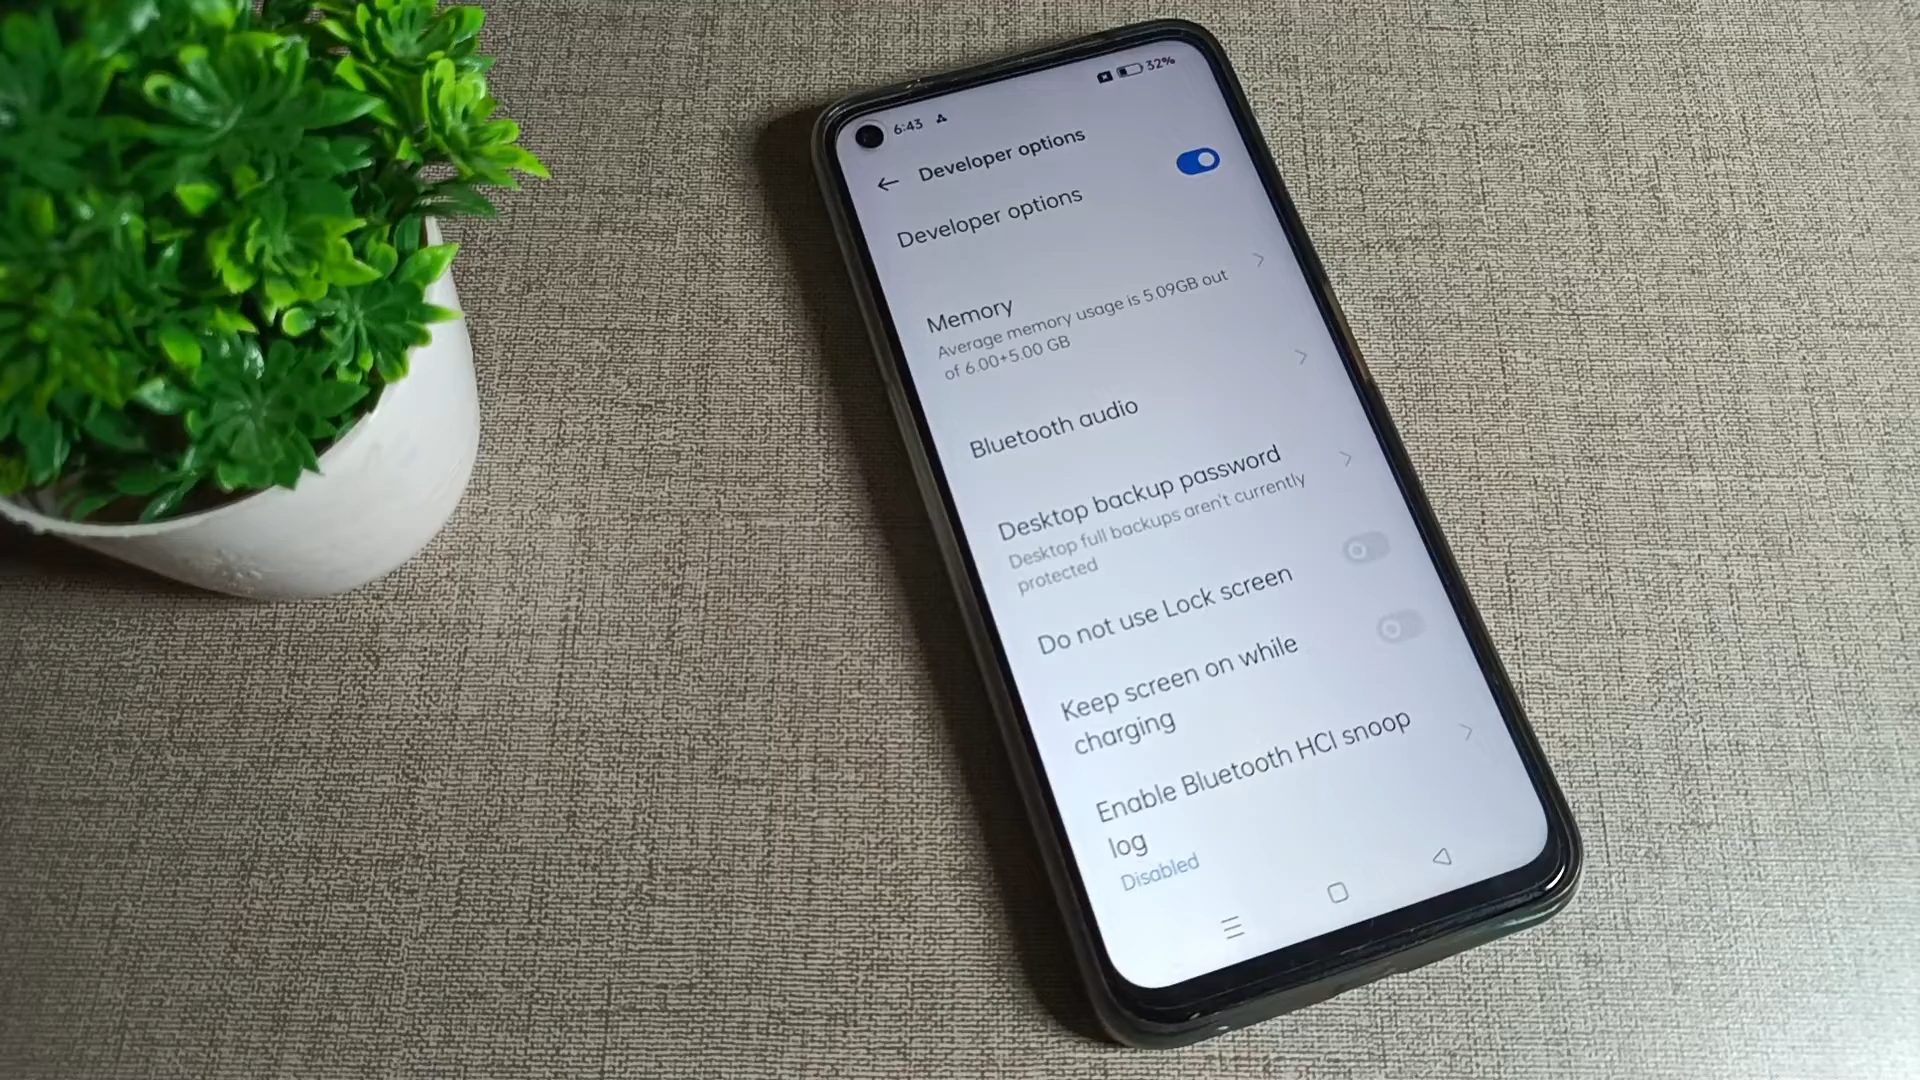 6:43
32%
Developer options
Developer options
Memory
Average memory usage is 5.09GB out
of 6.00+5.00 GB
Bluetooth audio
Desktop backup password
Desktop full backups aren't currently
protected
Do not use Lock screen
Keep screen on while
charging
Enable Bluetooth HCI snoop
log
Disabled